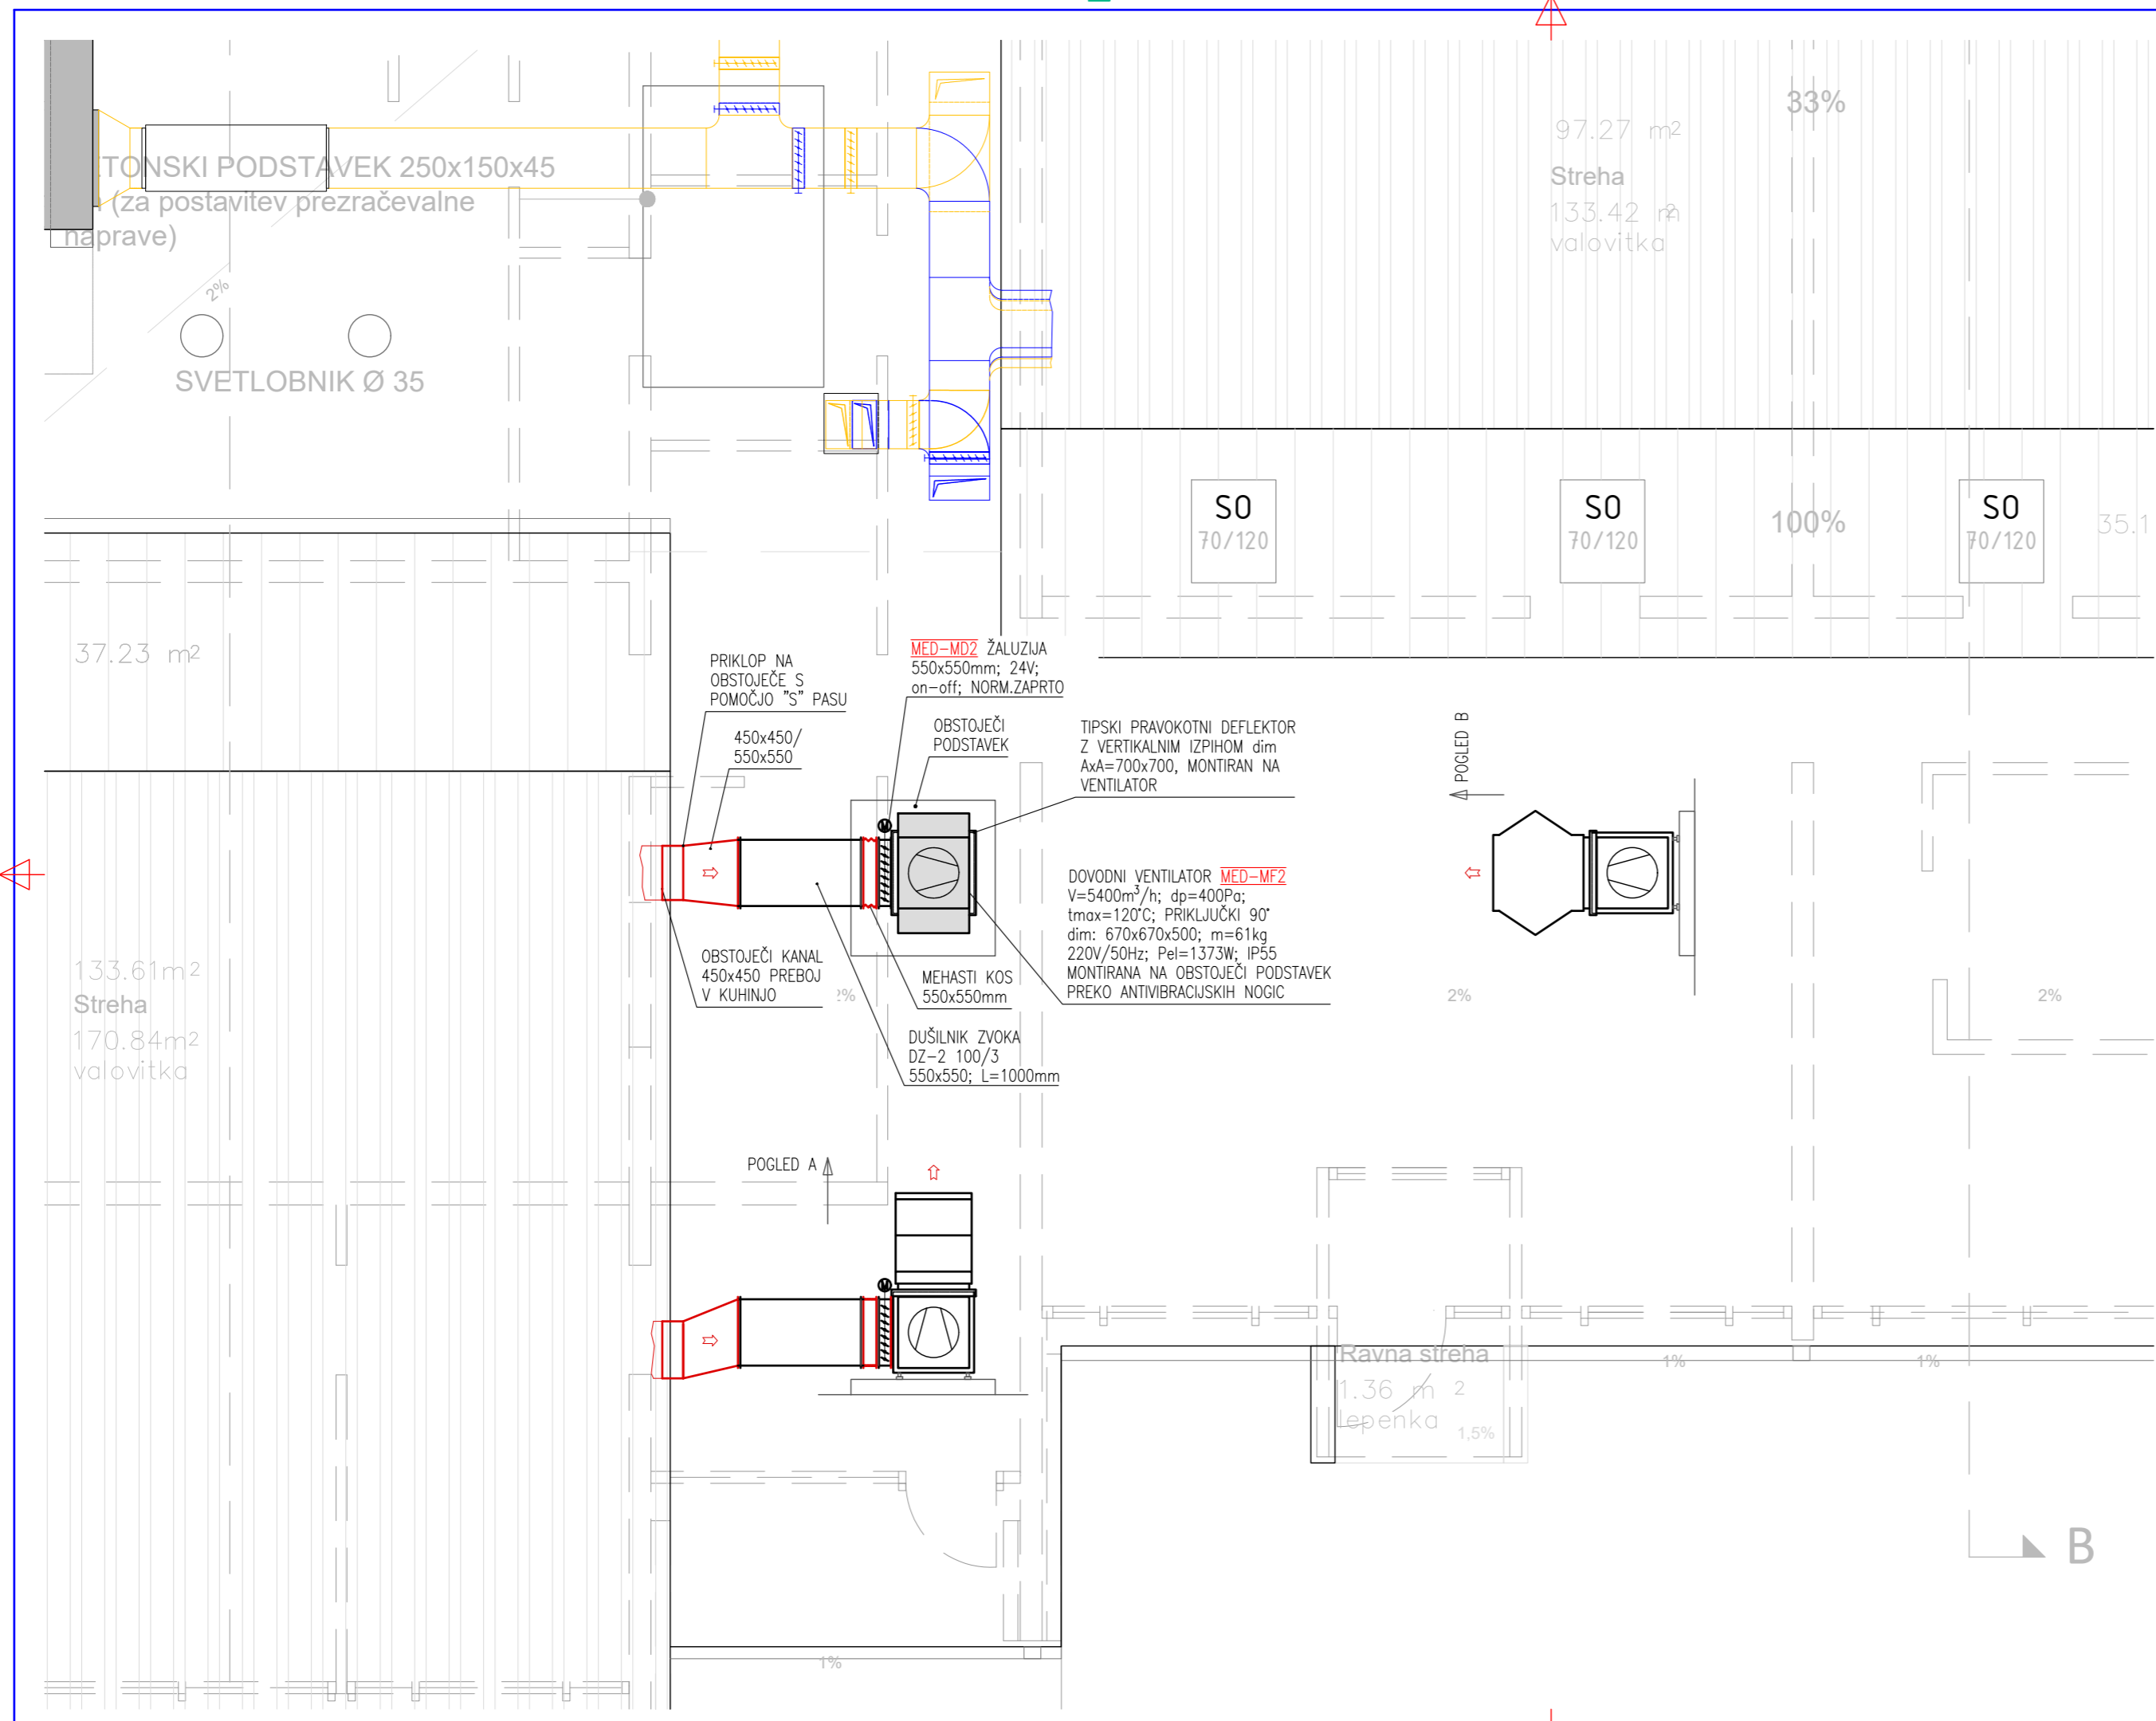 33%
97.27 m2
Streha
133.42 m2
valovitka
TONSKI PODSTAVEK 250x150x45
(za postavitev prezračevalne
naprave)
2%
SVETLOBNIK Ø 35
SO
70/120
SO
70/120
100%
SO
70/120
35.1
37.23 m2
PRIKLOP NA
OBSTOJEČE S
POMOČJO "S" PASU
450x450/
550x550
MED-MD2 ŽALUZIJA
550x550mm; 24V;
on-off; NORM.ZAPRTO
OBSTOJEČI
PODSTAVEK
TIPSKI PRAVOKOTNI DEFLEKTOR
Z VERTIKALNIM IZPIHOM dim
AxA=700x700, MONTIRAN NA
VENTILATOR
POGLED B
M
DOVODNI VENTILATOR MED-MF2
V=5400m³/h; dp=400Pa;
tmax=120°C; PRIKLJUČKI 90°
dim: 670x670x500; m=61kg
220V/50Hz; Pel=1373W; IP55
MONTIRANA NA OBSTOJEČI PODSTAVEK
PREKO ANTIVIBRACIJSKIH NOGIC
OBSTOJEČI KANAL
450x450 PREBOJ
V KUHINJO
MEHASTI KOS
550x550mm
DUŠILNIK ZVOKA
DZ-2 100/3
550x550; L=1000mm
133.61m2
Streha
170.84m2
valovitka
2%
2%
2%
POGLED A
M
Ravna streha
1.36 m 2
lepenka
1,5%
1%
1%
B
1%